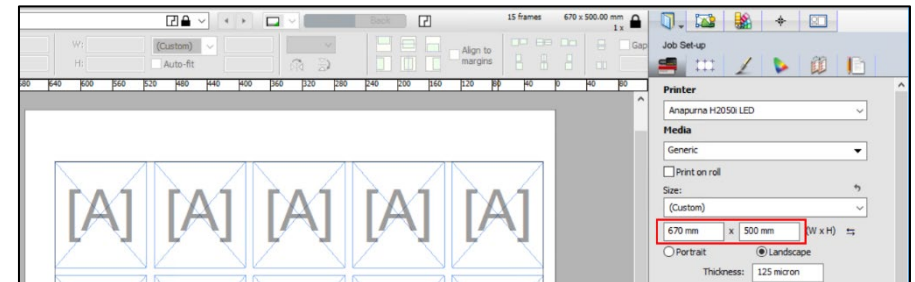 Back
15 frames
670 x 500.00 mm
1 x
W:
(Custom)
H:
Auto-fit
Align to
margins
Gap
Job Set-up
680 640 600 560 520 480 440 400 360 320 280 240 200 160 120 80 40 0 40 80
Printer
Anapurna H2050i LED
Media
Generic
Print on roll
Size:
(Custom)
670 mm x 500 mm (W x H)
Portrait Landscape
Thickness: 125 micron
[A] [A] [A] [A] [A]